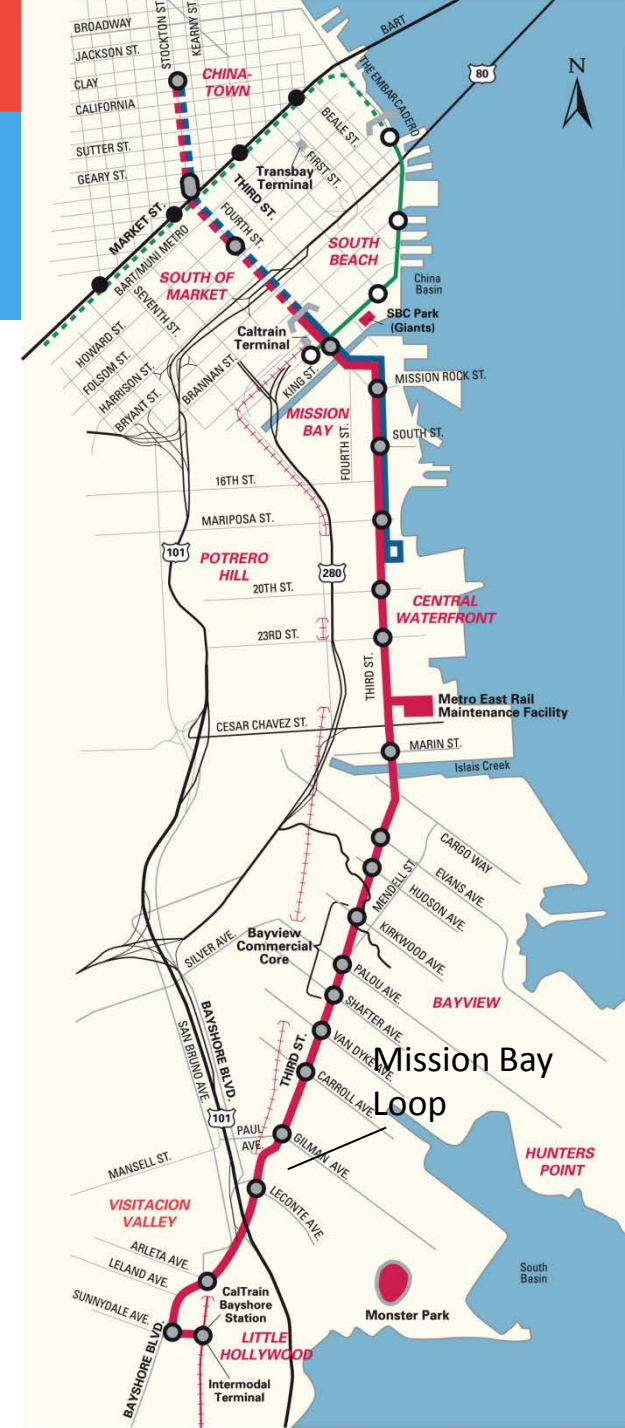 BROADWAY
JACKSON ST.
CLAY
CALIFORNIA
SUTTER ST.
GEARY ST.
STOCKTON ST.
KEARNY ST.
CHINA-
TOWN
BART
80
N
THE EMBARCADERO
BEALE ST.
FIRST ST.
Transbay
Terminal
THIRD ST.
MARKET ST.
FOURTH ST.
BART/MUNI METRO
SOUTH
BEACH
SOUTH OF
MARKET
SEVENTH ST.
China
Basin
SBC Park
(Giants)
Caltrain
Terminal
HOWARD ST.
FOLSOM ST.
HARRISON ST.
BRYANT ST.
BRANNAN ST.
KING ST.
MISSION ROCK ST.
MISSION
BAY
FOURTH ST.
SOUTH ST.
16TH ST.
MARIPOSA ST.
101
POTRERO
HILL
280
20TH ST.
CENTRAL
WATERFRONT
23RD ST.
THIRD ST.
Metro East Rail
Maintenance Facility
CESAR CHAVEZ ST.
MARIN ST.
Islais Creek
CARGO WAY
MENDELL ST.
EVANS AVE.
HUDSON AVE.
KIRKWOOD AVE.
SILVER AVE.
Bayview
Commercial
Core
PALOU AVE.
BAYVIEW
SHAFTER AVE.
BAYSHORE BLVD.
SAN BRUNO AVE.
THIRD ST.
VAN DYKE AVE.
Mission Bay
Loop
CARROLL AVE.
101
PAUL
AVE.
GILMAN AVE.
HUNTERS
POINT
MANSELL ST.
VISITACION
VALLEY
LECONTE AVE.
ARLETA AVE.
LELAND AVE.
SUNNYDALE AVE.
CalTrain
Bayshore
Station
South
Basin
Monster Park
LITTLE
HOLLYWOOD
BAYSHORE BLVD.
Intermodal
Terminal